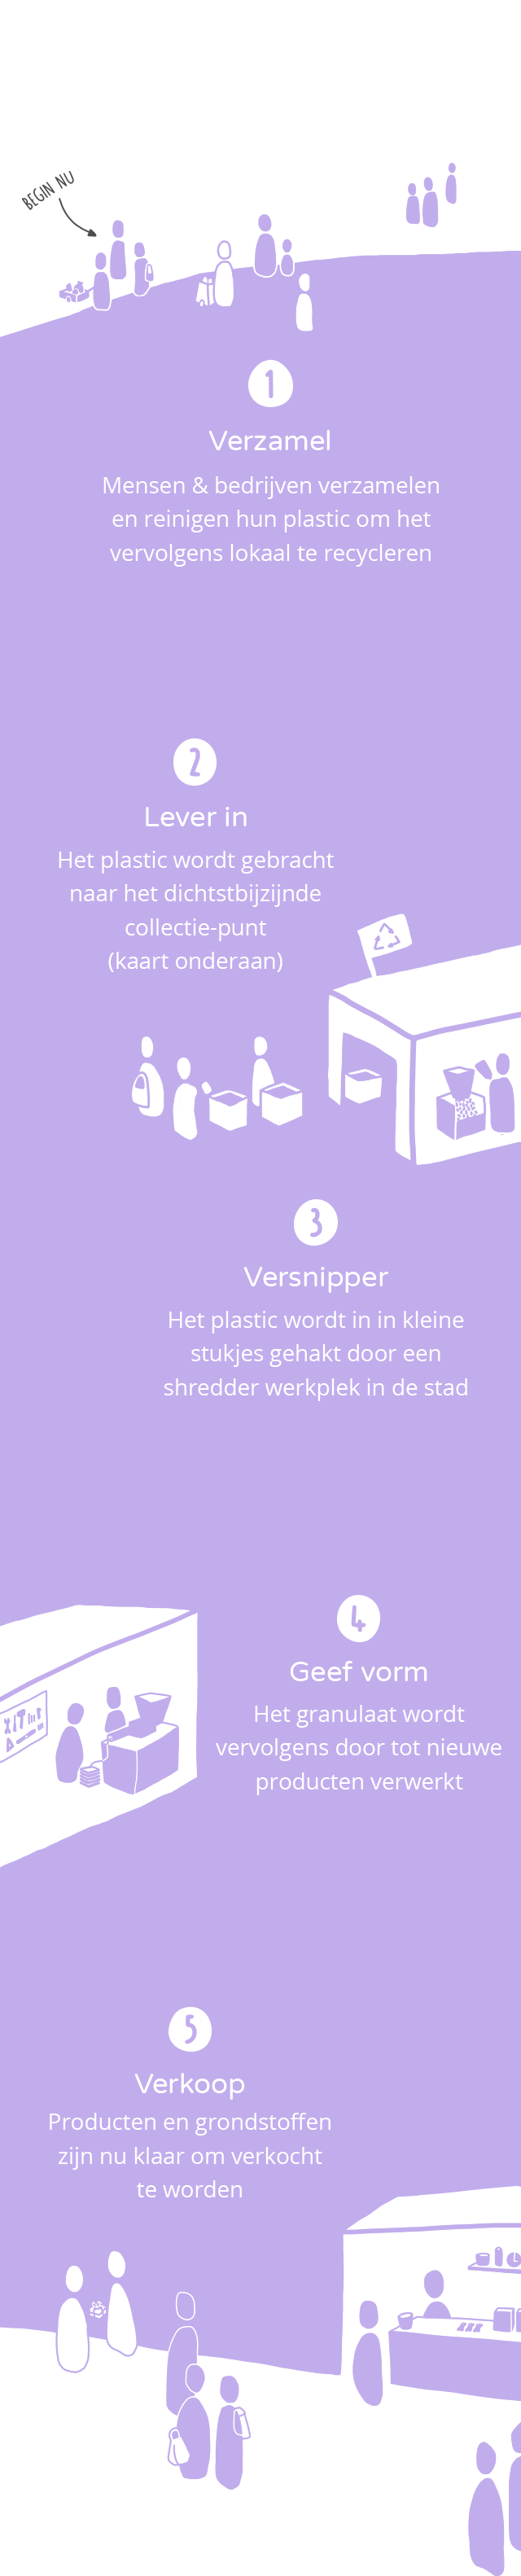 BEGIN NU
1
Verzamel
Mensen & bedrijven verzamelen
en reinigen hun plastic om het
vervolgens lokaal te recycleren
2
Lever in
Het plastic wordt gebracht
naar het dichtstbijzijnde
collectie-punt
(kaart onderaan)
3
Versnipper
Het plastic wordt in in kleine
stukjes gehakt door een
shredder werkplek in de stad
4
Geef vorm
Het granulaat wordt
vervolgens door tot nieuwe
producten verwerkt
5
Verkoop
Producten en grondstoffen
zijn nu klaar om verkocht
te worden